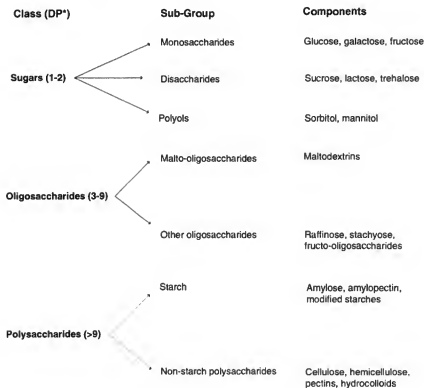 Class (DP*) Sub-Group Components
Monosaccharides Glucose, galactose, fructose
Sugars (1-2) Disaccharides Sucrose, lactose, trehalose
Polyols Sorbitol, mannitol
Malto-oligosaccharides Maltodextrins
Oligosaccharides (3-9)
Other oligosaccharides Raffinose, stachyose,
fructo-oligosaccharides
Starch Amylose, amylopectin,
modified starches
Polysaccharides (>9)
Non-starch polysaccharides Cellulose, hemicellulose,
pectins, hydrocolloids